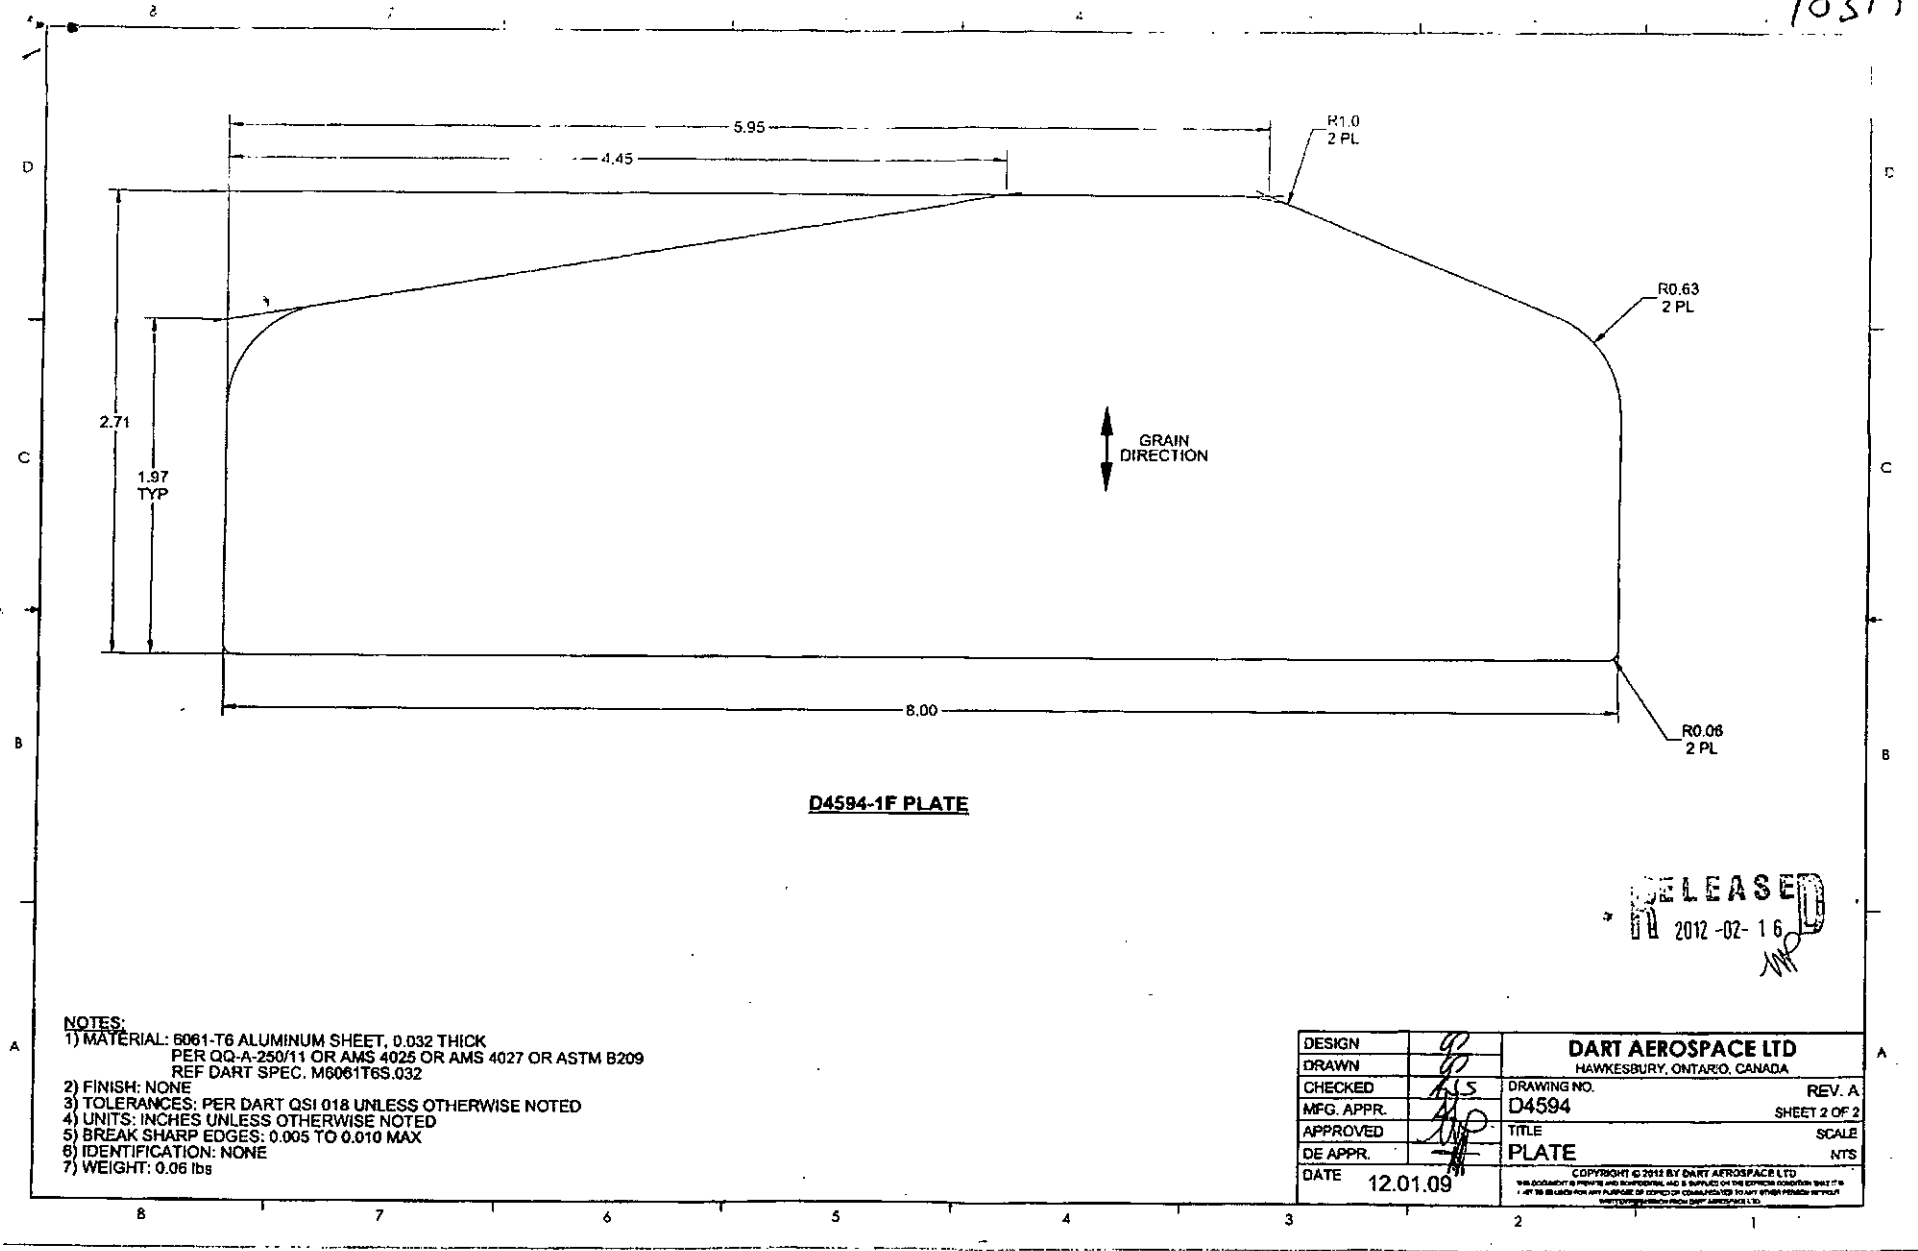 8 7 4
D
D
5.95
4.45
R1.0
2 PL
R0.63
2 PL
2.71
1.97
TYP
GRAIN
DIRECTION
C
C
8.00
R0.06
2 PL
B
B
D4594-1F PLATE
RELEASED
2012-02-16
NOTES:
1) MATERIAL: 6061-T6 ALUMINUM SHEET, 0.032 THICK
PER QQ-A-250/11 OR AMS 4025 OR AMS 4027 OR ASTM B209
REF DART SPEC. M6061T6S.032
2) FINISH: NONE
3) TOLERANCES: PER DART QSI 018 UNLESS OTHERWISE NOTED
4) UNITS: INCHES UNLESS OTHERWISE NOTED
5) BREAK SHARP EDGES: 0.005 TO 0.010 MAX
6) IDENTIFICATION: NONE
7) WEIGHT: 0.06 lbs
A
A
DESIGN
DRAWN
CHECKED
MFG. APPR.
APPROVED
DE APPR.
DATE 12.01.09
DART AEROSPACE LTD
HAWKESBURY, ONTARIO, CANADA
DRAWING NO. REV. A
D4594 SHEET 2 OF 2
TITLE SCALE
PLATE NTS
COPYRIGHT © 2012 BY DART AEROSPACE LTD
8 7 6 5 4 3 2 1